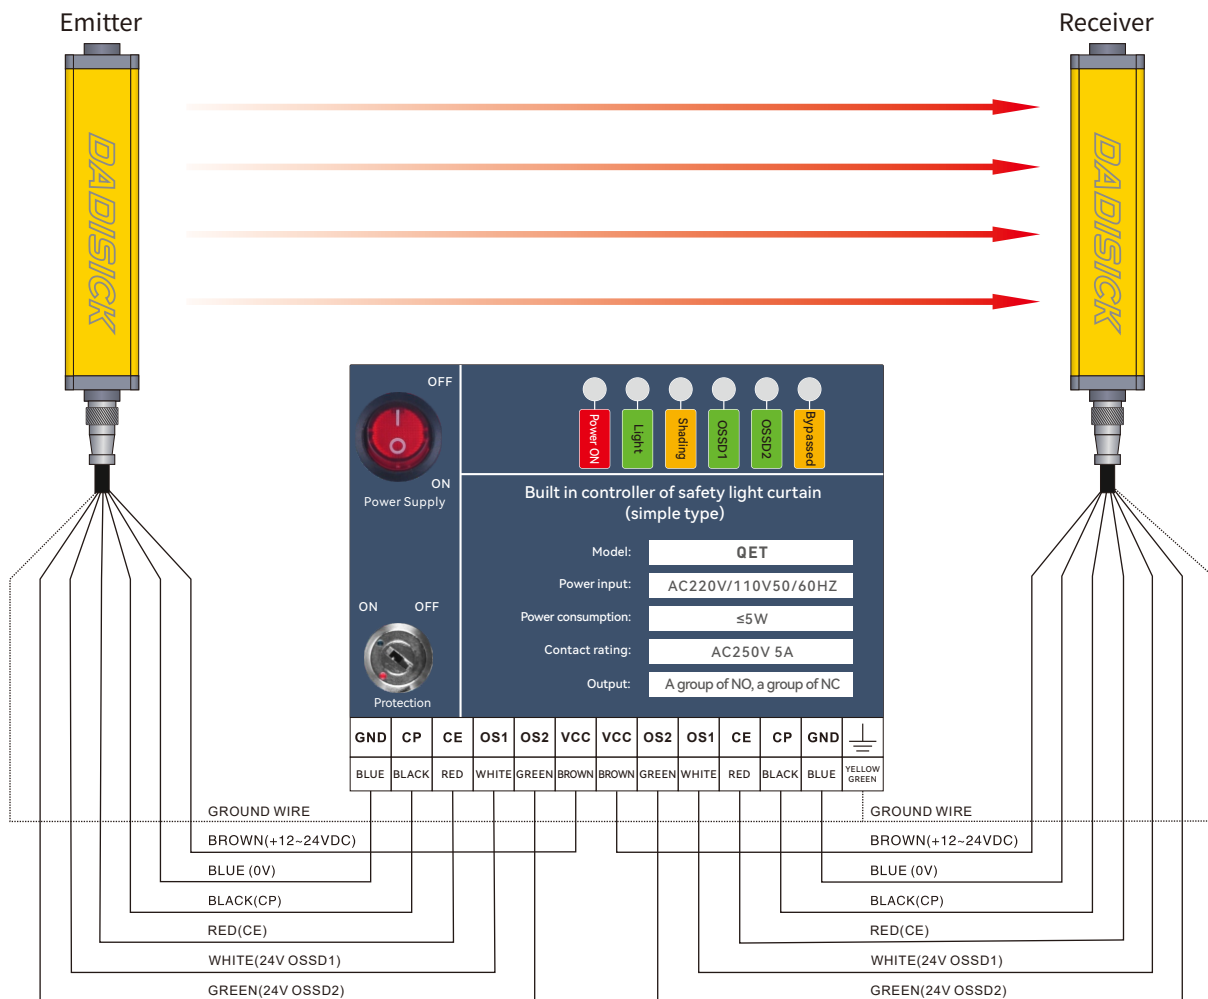 Emitter
Receiver
DADISICK
DADISICK
OFF
ON
Power Supply
ON OFF
Protection
Power ON
Light
Shading
OSSD1
OSSD2
Bypassed
Built in controller of safety light curtain
(simple type)
Model: QET
Power input: AC220V/110V50/60HZ
Power consumption: ≤5W
Contact rating: AC250V 5A
Output: A group of NO, a group of NC
GND CP CE OS1 OS2 VCC VCC OS2 OS1 CE CP GND
BLUE BLACK RED WHITE GREEN BROWN BROWN GREEN WHITE RED BLACK BLUE YELLOW
GREEN
GROUND WIRE GROUND WIRE
BROWN(+12~24VDC) BROWN(+12~24VDC)
BLUE (0V) BLUE (0V)
BLACK(CP) BLACK(CP)
RED(CE) RED(CE)
WHITE(24V OSSD1) WHITE(24V OSSD1)
GREEN(24V OSSD2) GREEN(24V OSSD2)